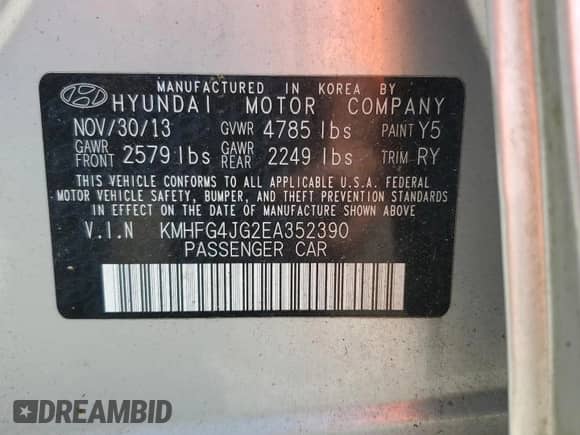 MANUFACTURED IN KOREA BY
HYUNDAI MOTOR COMPANY
NOV/30/13 GVWR 4785 lbs PAINT Y5
GAWR FRONT 2579 lbs GAWR REAR 2249 lbs TRIM RY
THIS VEHICLE CONFORMS TO ALL APPLICABLE U.S.A. FEDERAL
MOTOR VEHICLE SAFETY, BUMPER, AND THEFT PREVENTION STANDARDS
IN EFFECT ON THE DATE OF MANUFACTURE SHOWN ABOVE
V.I.N KMHFG4JG2EA352390
PASSENGER CAR
DREAMBID